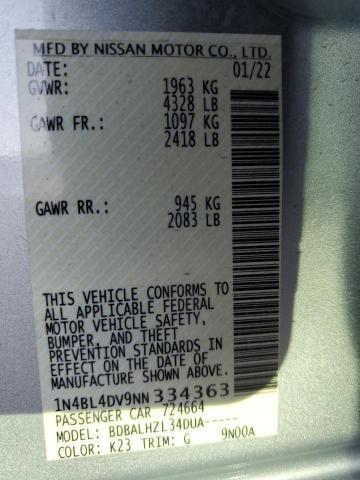 MFD BY NISSAN MOTOR CO., LTD.
DATE: 01/22
GVWR: 1963 KG
4328 LB
GAWR FR.: 1097 KG
2418 LB
GAWR RR.: 945 KG
2083 LB
THIS VEHICLE CONFORMS TO
ALL APPLICABLE FEDERAL
MOTOR VEHICLE SAFETY,
BUMPER, AND THEFT
PREVENTION STANDARDS IN
EFFECT ON THE DATE OF
MANUFACTURE SHOWN ABOVE.
1N4BL4DV9NN334363
PASSENGER CAR 724664
MODEL: BDBALHZL34DUA-----
COLOR: K23 TRIM: G 9N00A